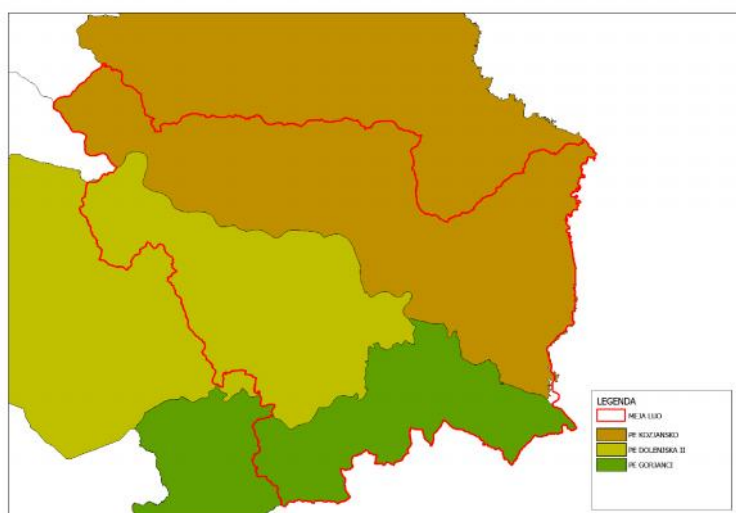 LEGENDA
MEJA LUO
PE KOZJANSKO
PE DOLENJSKA II
PE GORJANCI